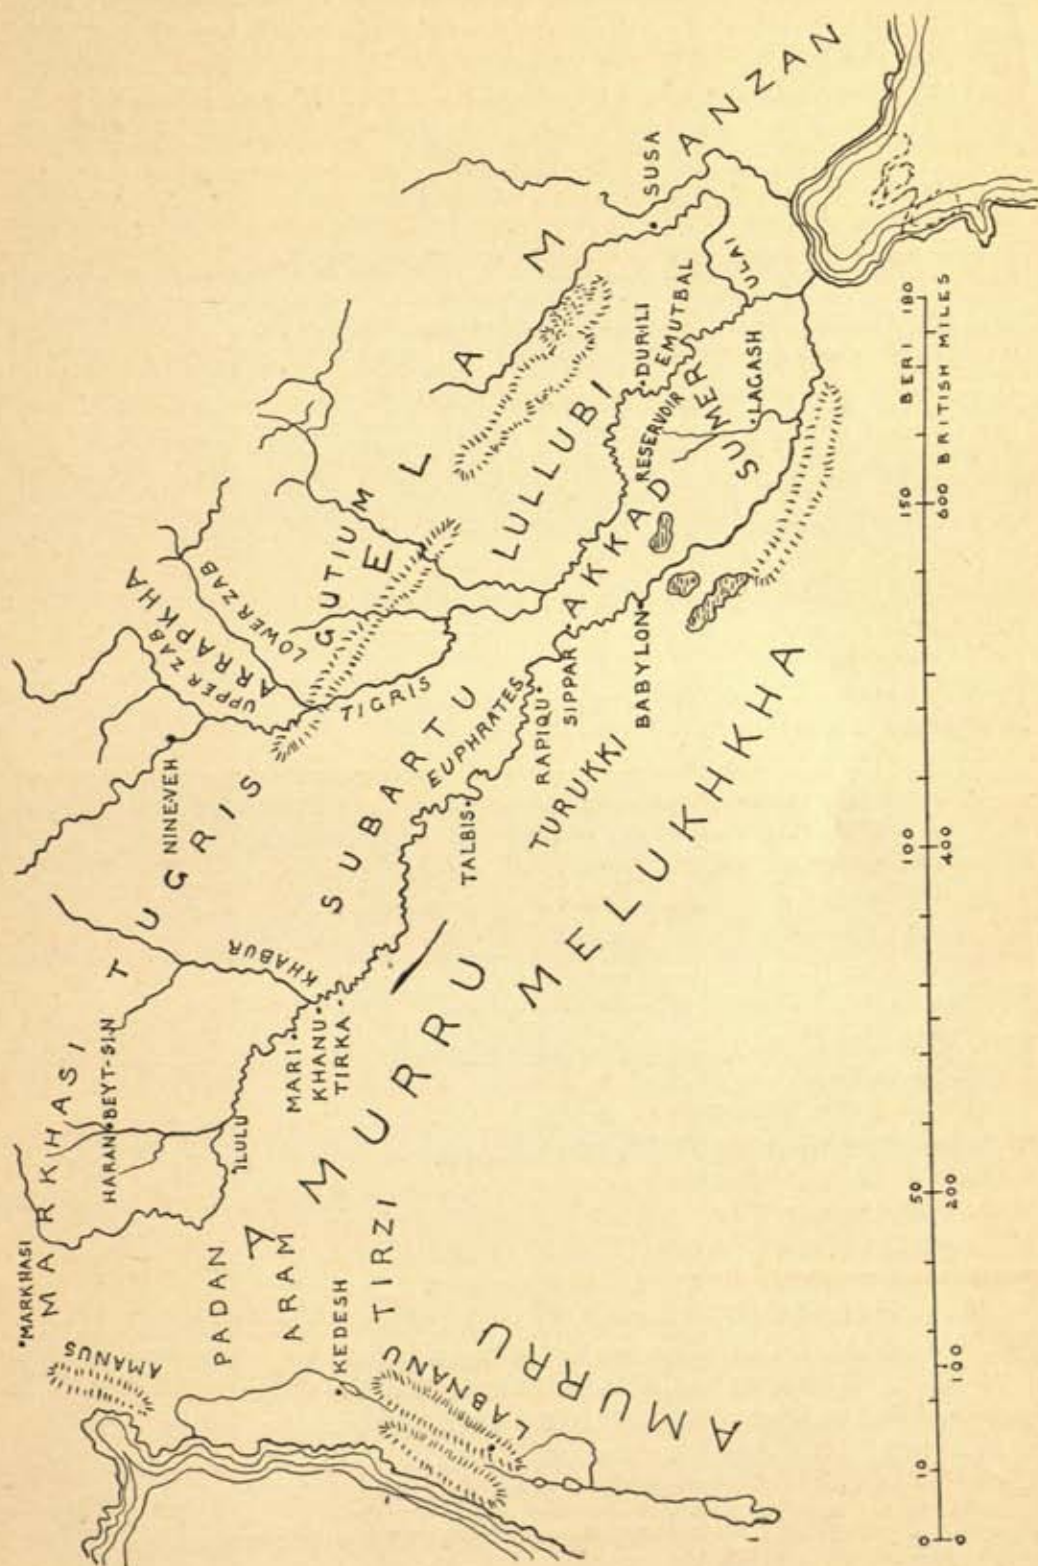 MARKHASI
MARKHASI
AMANUS
HARAN
BEYT-SIN
PADAN
ARAM
ILULU
KEDESH
TIRZI
LABNANU
AMURRU
AMURRU
TUGRIS
NINEVEH
UPPER ZAB
ARRAPKHA
LOWER ZAB
GUTIUM
ELAM
KHABUR
MARI
KHANU
TIRKA
SUBARTU
TIGRIS
EUPHRATES
TALBIS
RAPIQU
SIPPAR
TURUKKI
BABYLON
MELUKHKHA
LULLUBI
AKKAD
RESERVOIR
SUMER
DURILI
EMUTBAL
LAGASH
ULAI
SUSA
ANZAN
0 10 50 100 150 180 BERI
0 100 200 400 600 BRITISH MILES